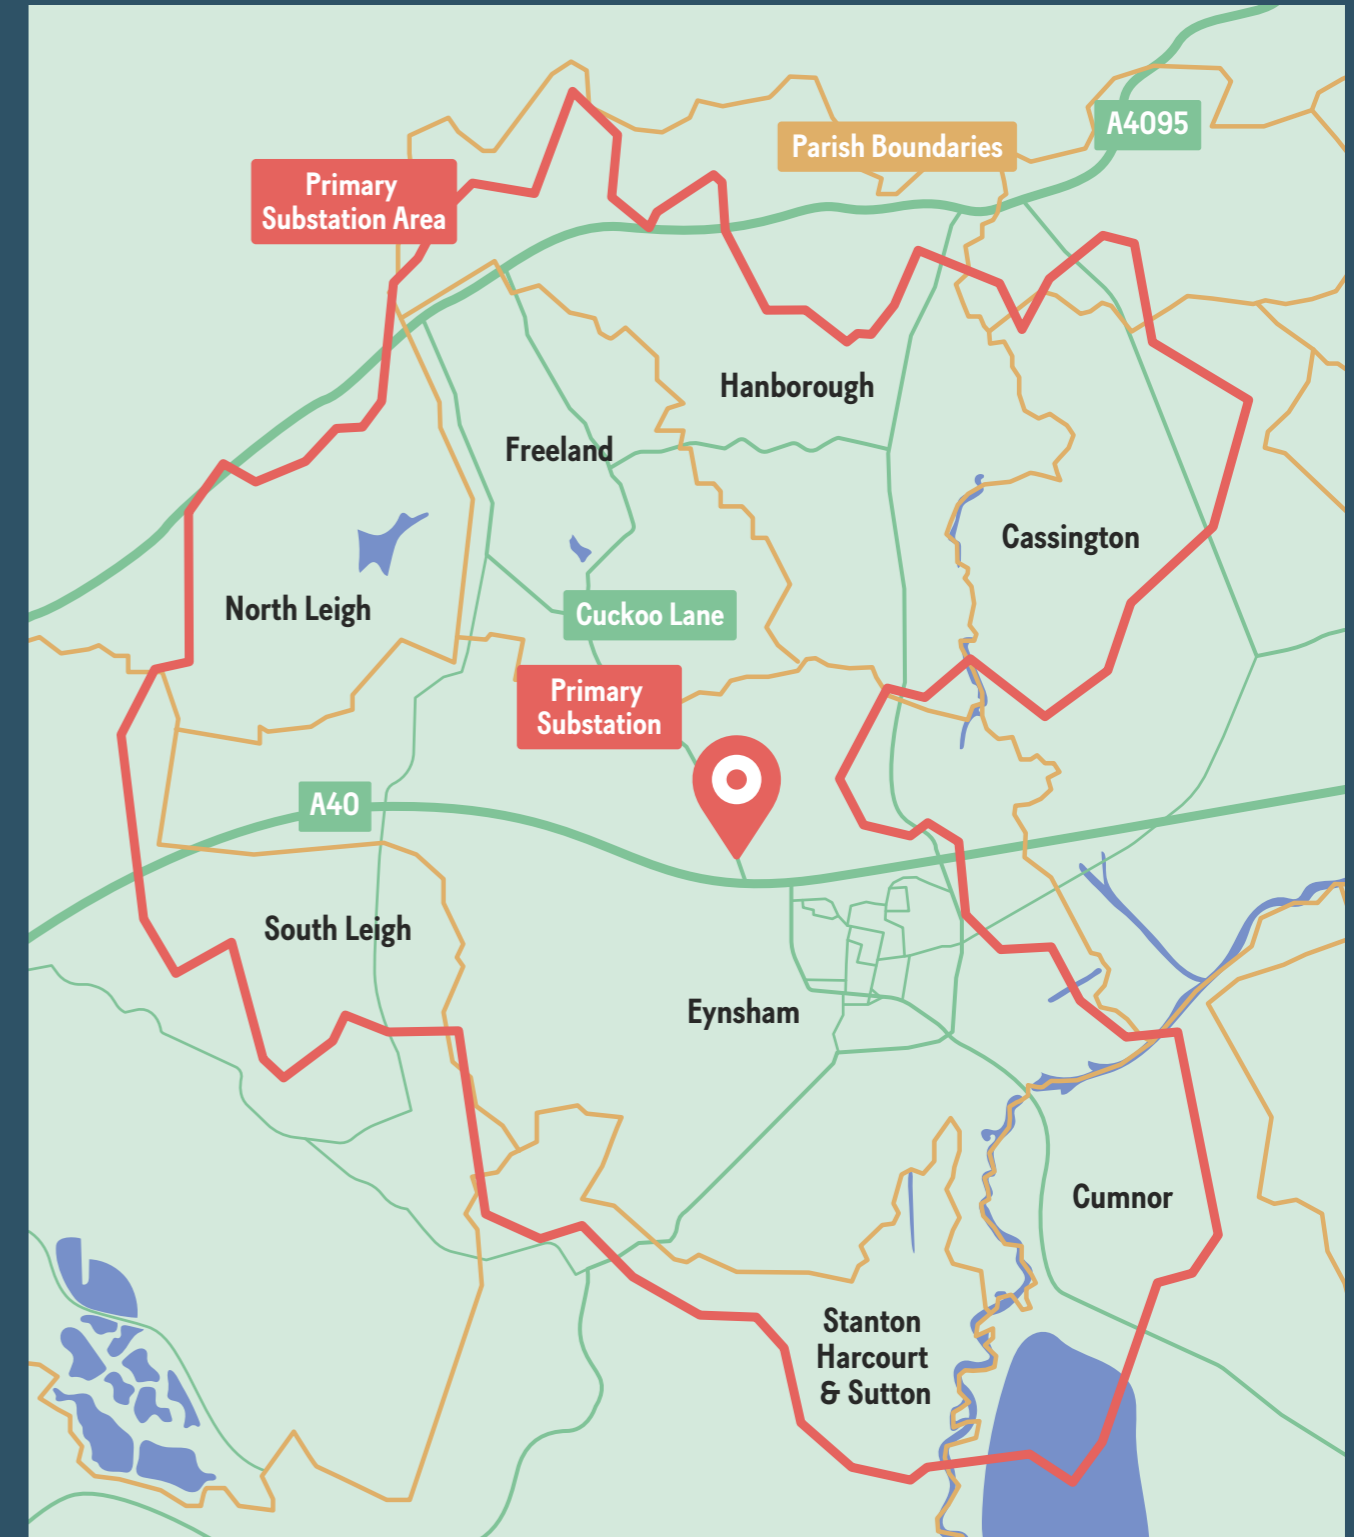 A4095
Parish Boundaries
Primary
Substation Area
Hanborough
Freeland
Cassington
North Leigh
Cuckoo Lane
Primary
Substation
A40
South Leigh
Eynsham
Cumnor
Stanton
Harcourt
& Sutton